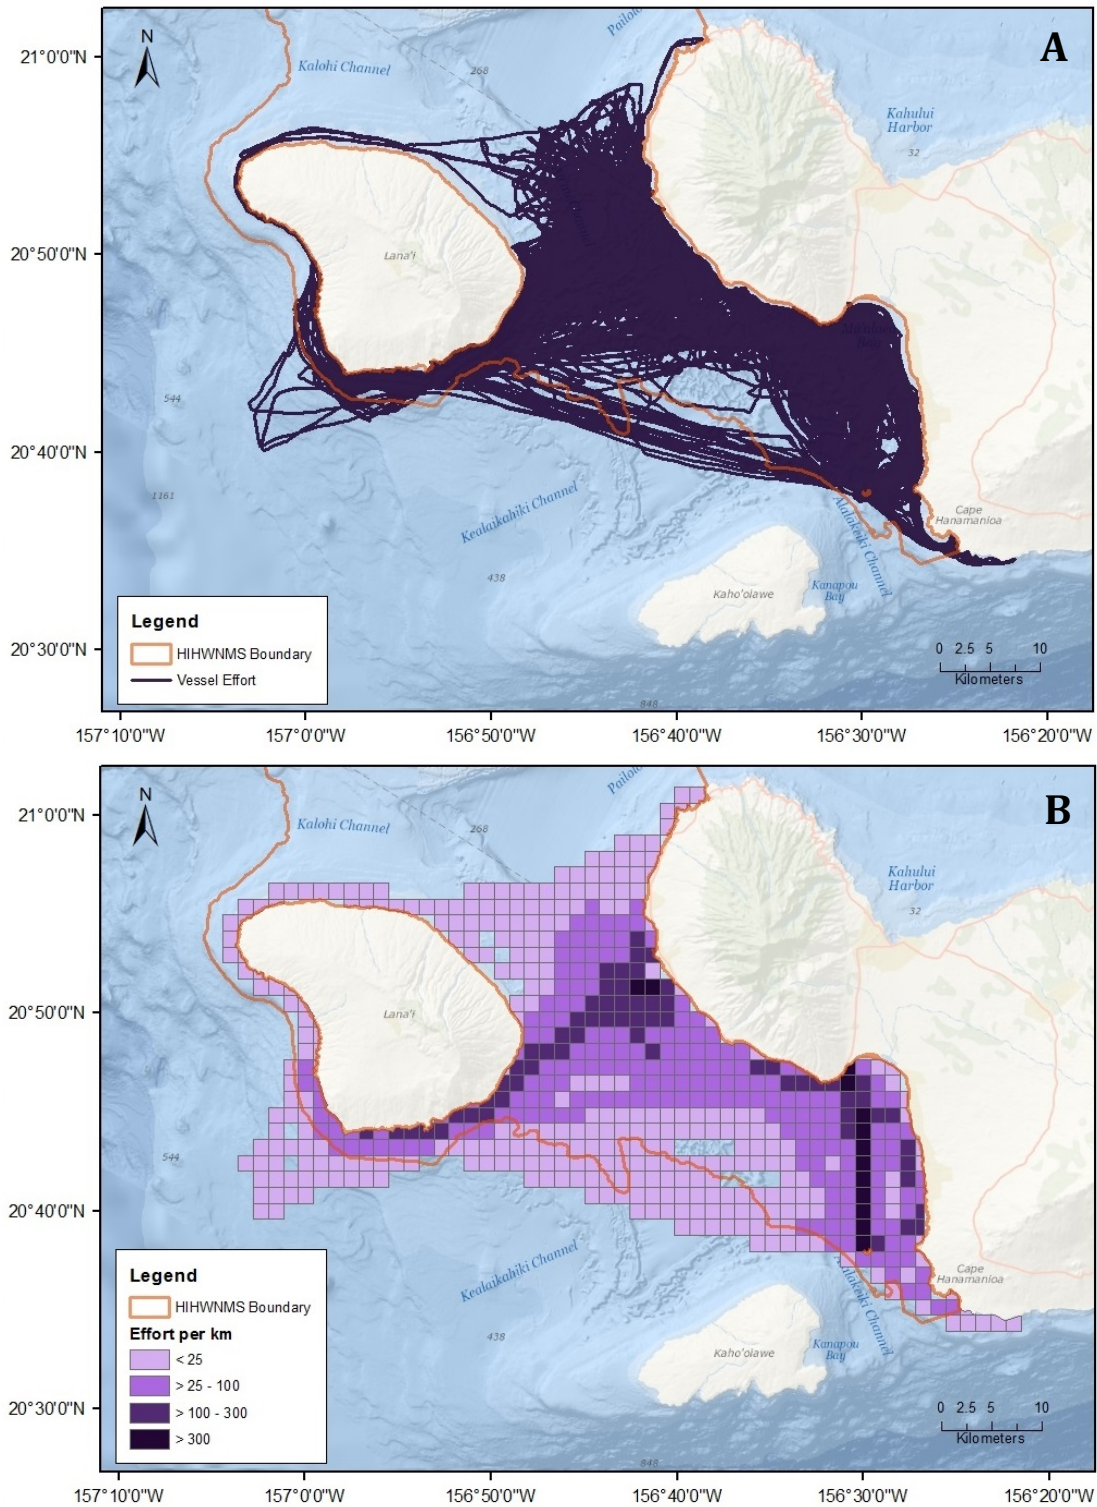 A
N
21°0'0"N
20°50'0"N
20°40'0"N
20°30'0"N
Kalohi Channel
268
Pailolo
Kahului
Harbor
32
Lana'i
544
1161
Kealaikahiki Channel
438
Alalakeiki Channel
Cape
Hanamanioa
Kaho'olawe
Kanapou
Bay
848
Legend
HIHWNMS Boundary
Vessel Effort
0 2.5 5 10
Kilometers
157°10'0"W 157°0'0"W 156°50'0"W 156°40'0"W 156°30'0"W 156°20'0"W
B
N
21°0'0"N
20°50'0"N
20°40'0"N
20°30'0"N
Kalohi Channel
268
Kahului
Harbor
32
Lana'i
544
Kealaikahiki Channel
438
Alalakeiki Channel
Cape
Hanamanioa
Kaho'olawe
Kanapou
Bay
848
Legend
HIHWNMS Boundary
Effort per km
< 25
> 25 - 100
> 100 - 300
> 300
0 2.5 5 10
Kilometers
157°10'0"W 157°0'0"W 156°50'0"W 156°40'0"W 156°30'0"W 156°20'0"W